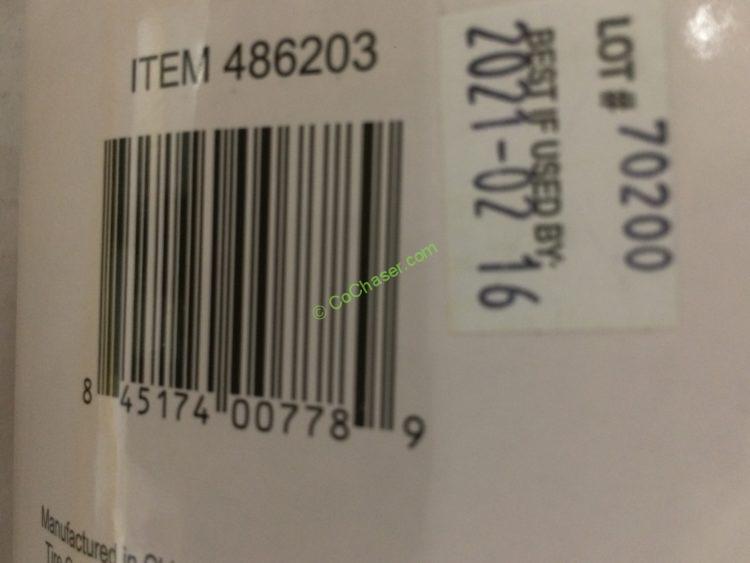 ITEM 486203
8 45174 00778 9
LOT # 70200
BEST IF USED BY:
2021-02 16
© CoChaser.com
Manufactured in